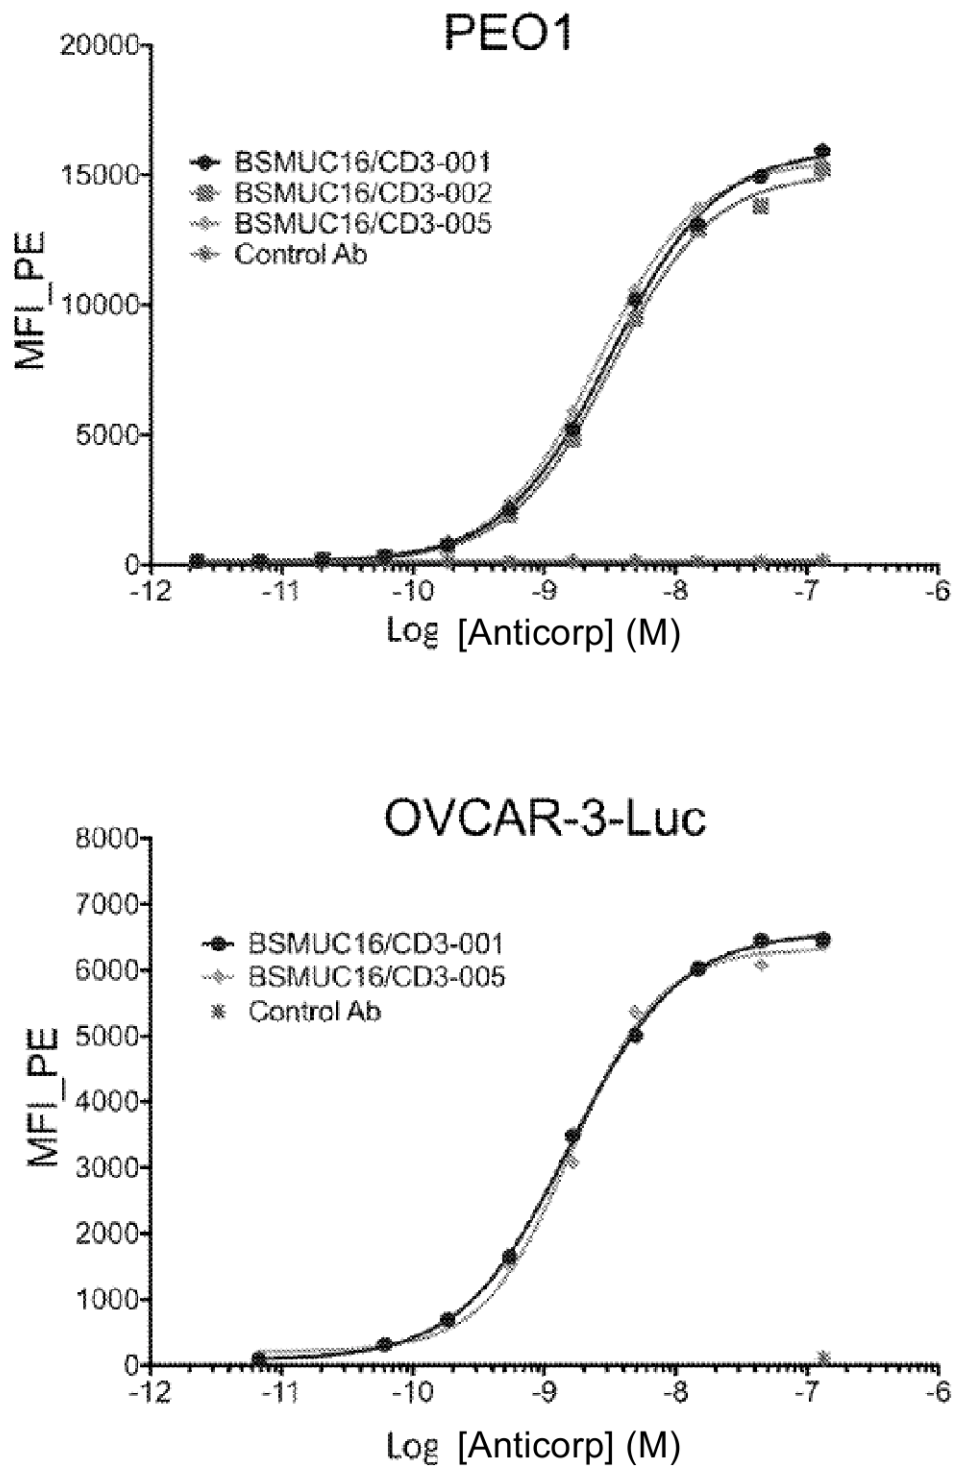 PEO1
20000
15000
10000
5000
0
MFI_PE
BSMUC16/CD3-001
BSMUC16/CD3-002
BSMUC16/CD3-005
Control Ab
-12 -11 -10 -9 -8 -7 -6
Log [Anticorp] (M)
OVCAR-3-Luc
8000
7000
6000
5000
4000
3000
2000
1000
0
MFI_PE
BSMUC16/CD3-001
BSMUC16/CD3-005
Control Ab
-12 -11 -10 -9 -8 -7 -6
Log [Anticorp] (M)